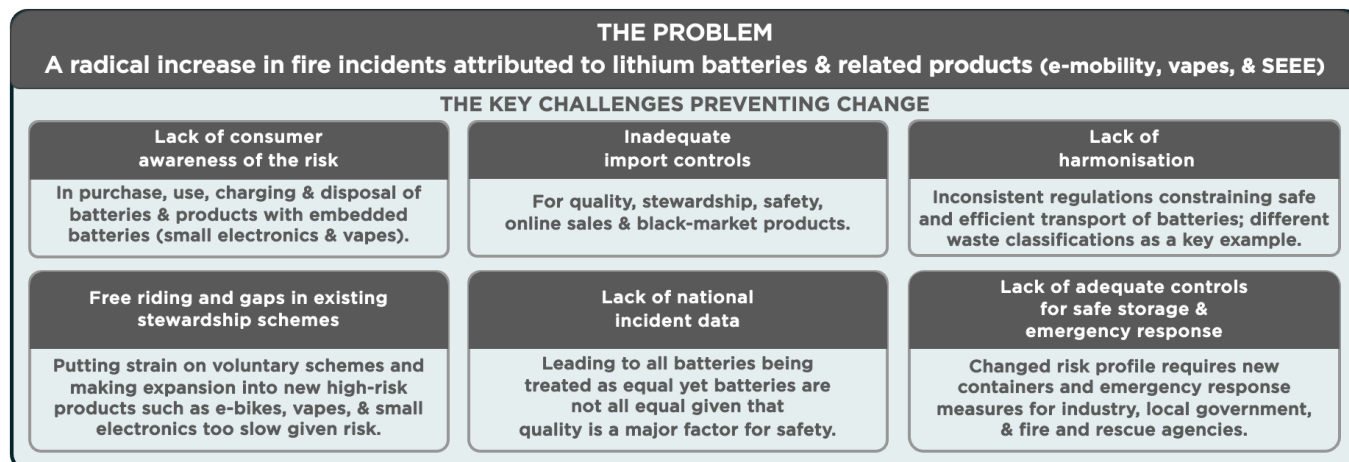 THE PROBLEM
A radical increase in fire incidents attributed to lithium batteries & related products (e-mobility, vapes, & SEEE)
THE KEY CHALLENGES PREVENTING CHANGE
Lack of consumer
awareness of the risk
In purchase, use, charging & disposal of
batteries & products with embedded
batteries (small electronics & vapes).
Inadequate
import controls
For quality, stewardship, safety,
online sales & black-market products.
Lack of
harmonisation
Inconsistent regulations constraining safe
and efficient transport of batteries; different
waste classifications as a key example.
Free riding and gaps in existing
stewardship schemes
Putting strain on voluntary schemes and
making expansion into new high-risk
products such as e-bikes, vapes, & small
electronics too slow given risk.
Lack of national
incident data
Leading to all batteries being
treated as equal yet batteries are
not all equal given that
quality is a major factor for safety.
Lack of adequate controls
for safe storage &
emergency response
Changed risk profile requires new
containers and emergency response
measures for industry, local government,
& fire and rescue agencies.